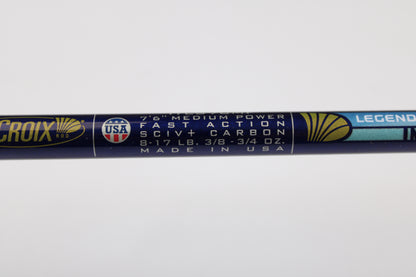 CROIX
ROD
USA
7'6" MEDIUM POWER
FAST ACTION
SCIV+ CARBON
8-17 LB. 3/8 - 3/4 OZ.
MADE IN USA
LEGEND